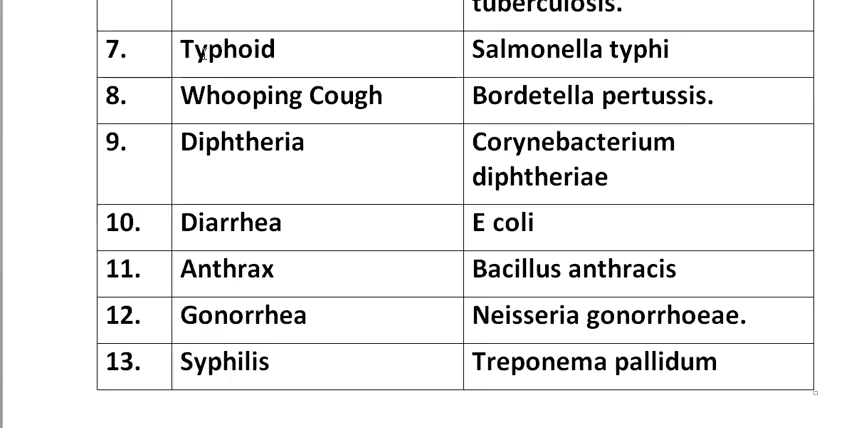 tuberculosis.
7. Typhoid Salmonella typhi
8. Whooping Cough Bordetella pertussis.
9. Diphtheria Corynebacterium
diphtheriae
10. Diarrhea E coli
11. Anthrax Bacillus anthracis
12. Gonorrhea Neisseria gonorrhoeae.
13. Syphilis Treponema pallidum